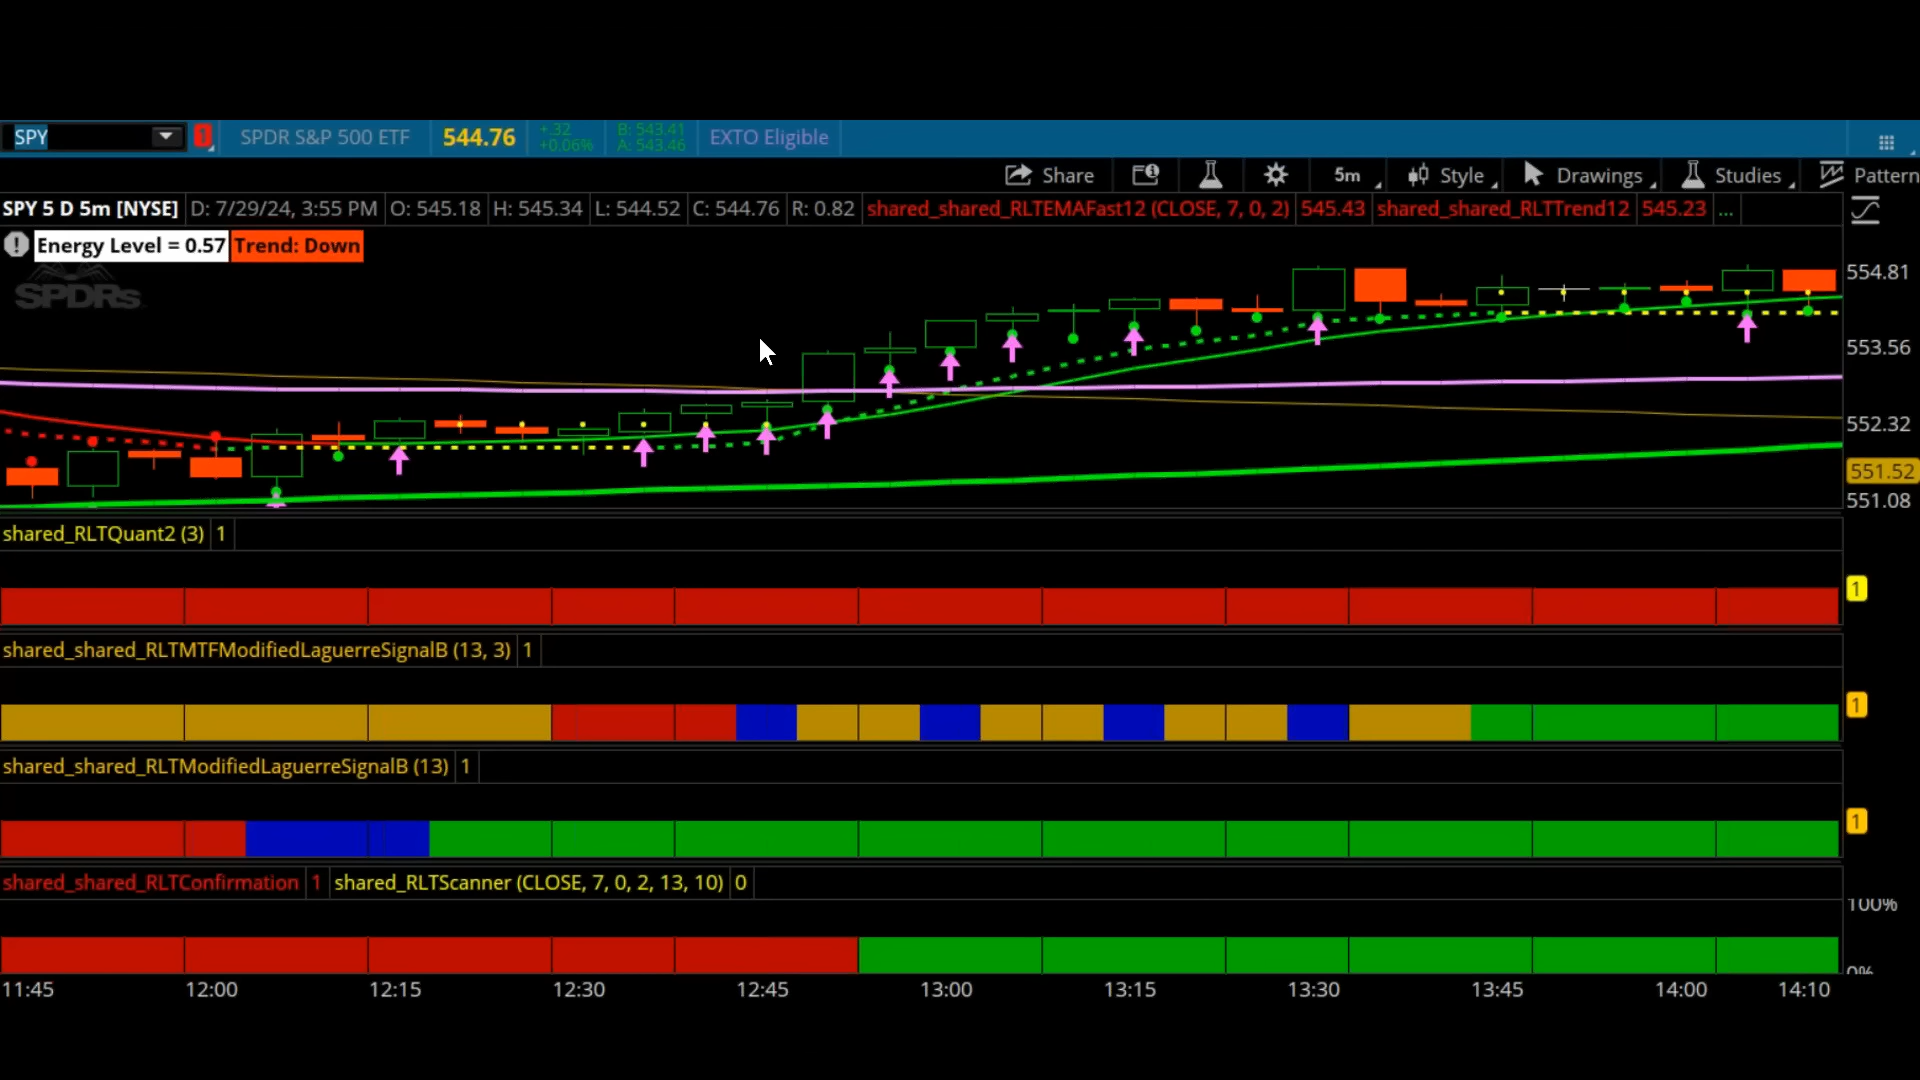 SPY 1 SPDR S&P 500 ETF 544.76 +.32 +0.06% B: 543.41 A: 543.46 EXTO Eligible
Share 5m Style Drawings Studies Pattern
SPY 5 D 5m [NYSE] D: 7/29/24, 3:55 PM O: 545.18 H: 545.34 L: 544.52 C: 544.76 R: 0.82 shared_shared_RLTEMAFast12 (CLOSE, 7, 0, 2) 545.43 shared_shared_RLTTrend12 545.23 ...
Energy Level = 0.57 Trend: Down
SPDRs
554.81
553.56
552.32
551.52
551.08
shared_RLTQuant2 (3) 1
1
shared_shared_RLTMTFModifiedLaguerreSignalB (13, 3) 1
1
shared_shared_RLTModifiedLaguerreSignalB (13) 1
1
shared_shared_RLTConfirmation 1 shared_RLTScanner (CLOSE, 7, 0, 2, 13, 10) 0
100%
0%
11:45 12:00 12:15 12:30 12:45 13:00 13:15 13:30 13:45 14:00 14:10